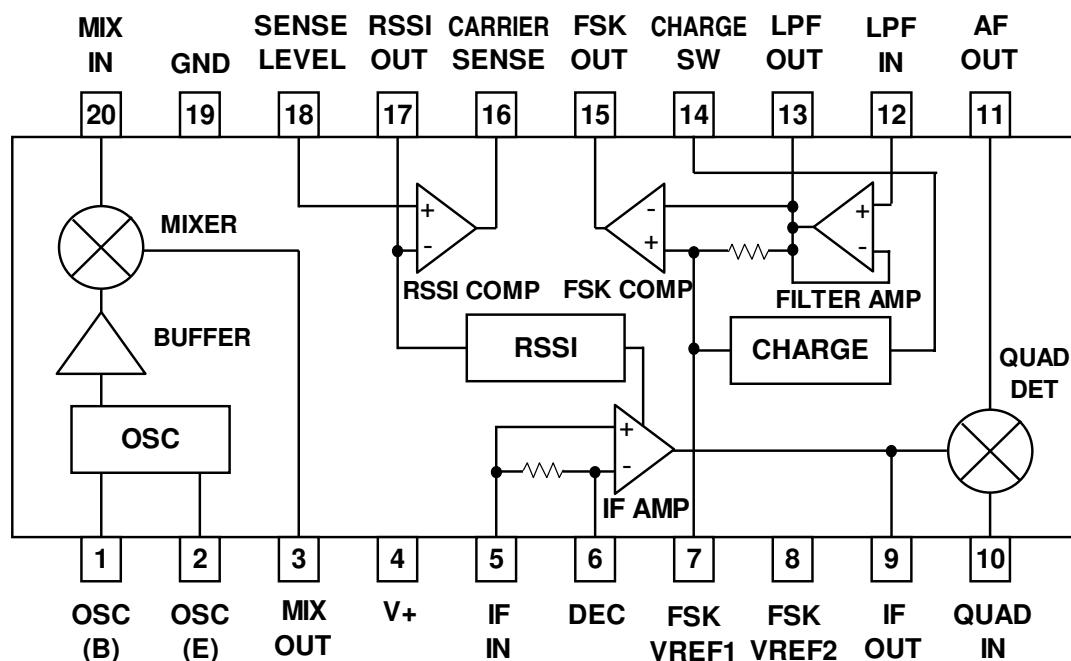 MIX IN
GND
SENSE LEVEL
RSSI OUT
CARRIER SENSE
FSK OUT
CHARGE SW
LPF OUT
LPF IN
AF OUT
20
19
18
17
16
15
14
13
12
11
MIXER
+
-
RSSI COMP
-
+
FSK COMP
+
-
FILTER AMP
BUFFER
RSSI
CHARGE
QUAD DET
OSC
+
-
IF AMP
1
2
3
4
5
6
7
8
9
10
OSC (B)
OSC (E)
MIX OUT
V+
IF IN
DEC
FSK VREF1
FSK VREF2
IF OUT
QUAD IN